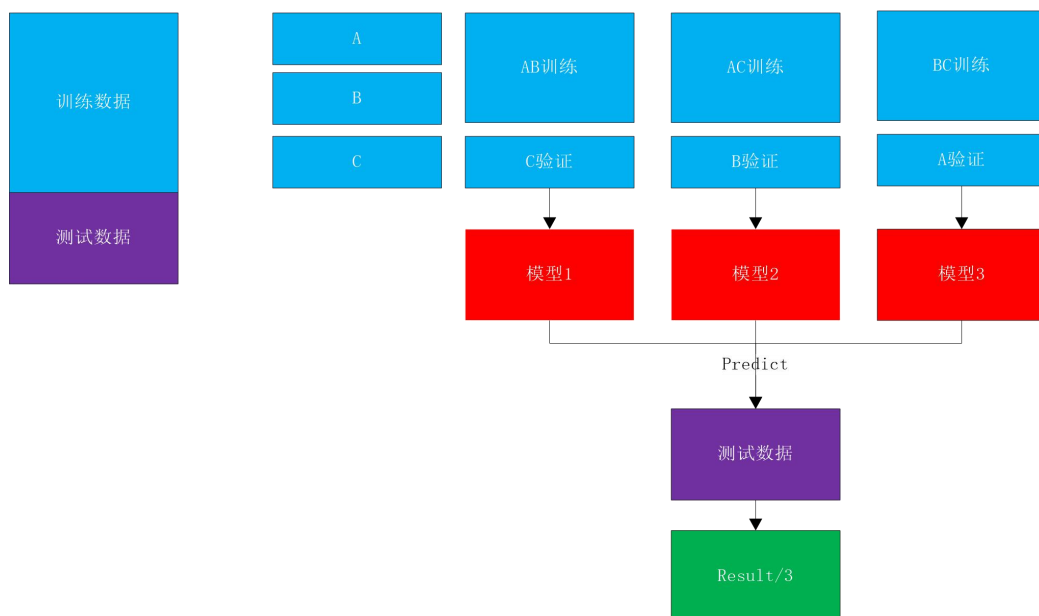 训练数据
测试数据
A
B
C
AB训练
C验证
模型1
AC训练
B验证
模型2
BC训练
A验证
模型3
Predict
测试数据
Result/3